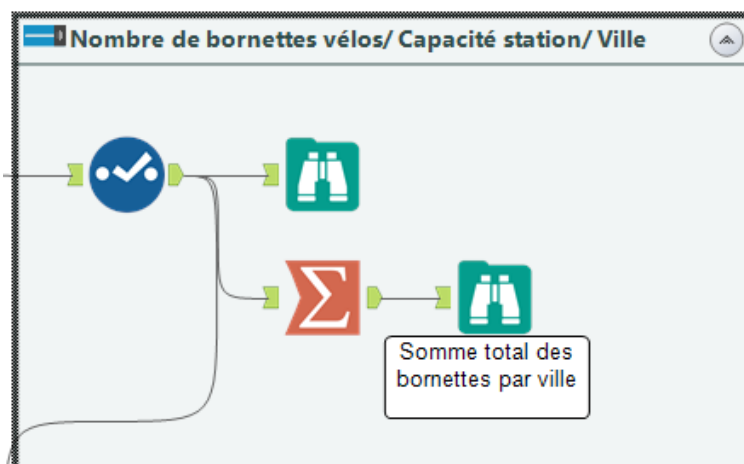 Nombre de bornettes vélos/ Capacité station/ Ville
Somme total des
bornettes par ville